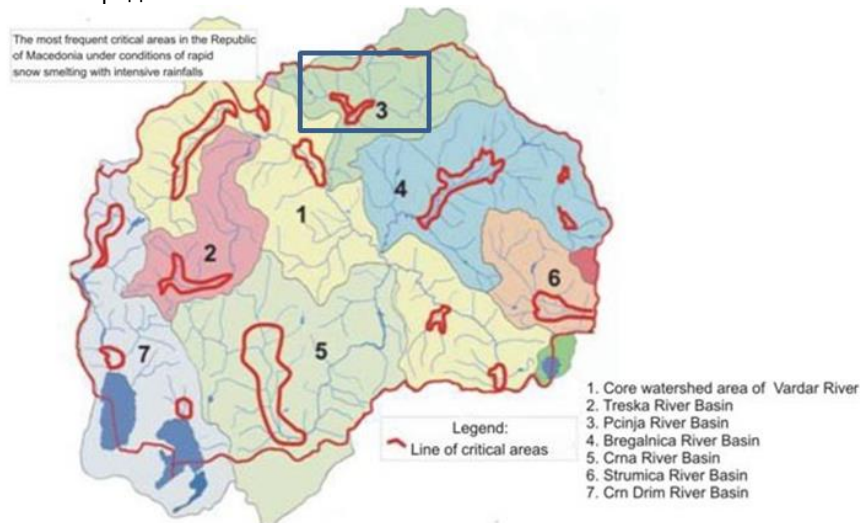 The most frequent critical areas in the Republic
of Macedonia under conditions of rapid
snow smelting with intensive rainfalls
3
4
1
2
6
5
7
Legend:
Line of critical areas
1. Core watershed area of Vardar River
2. Treska River Basin
3. Pcinja River Basin
4. Bregalnica River Basin
5. Crna River Basin
6. Strumica River Basin
7. Crn Drim River Basin